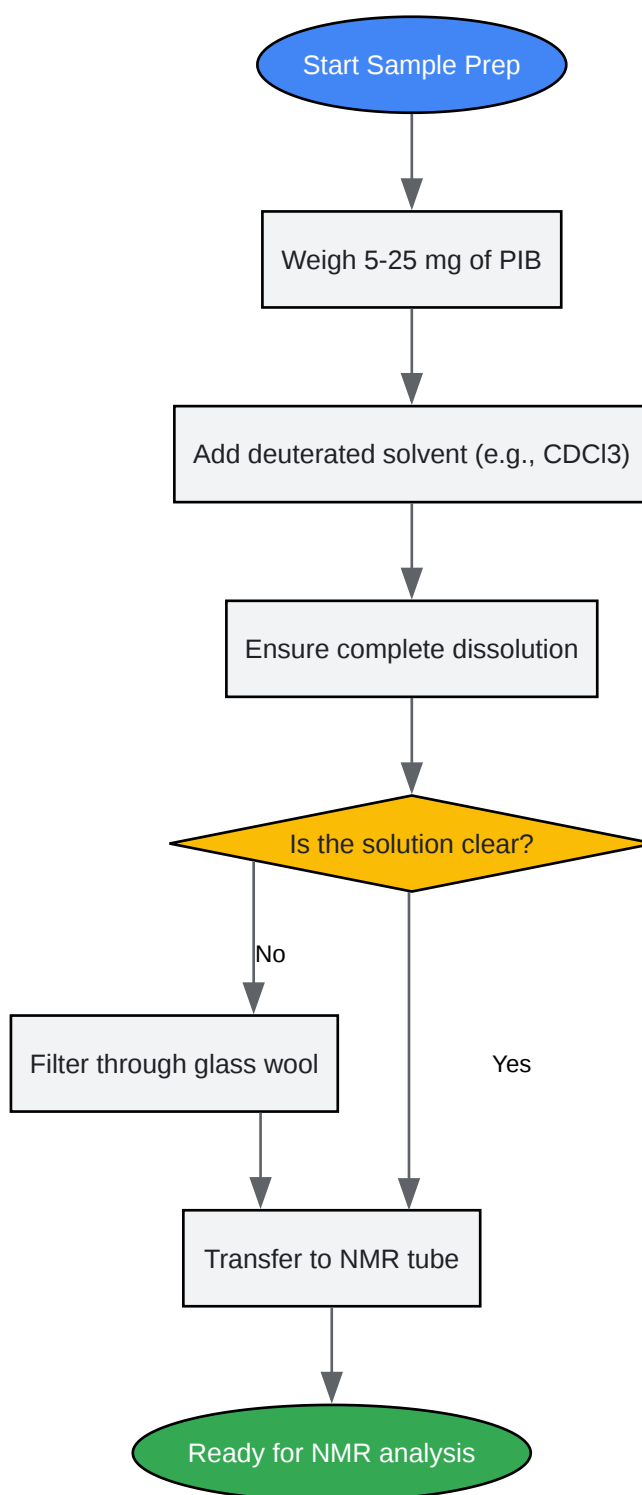 Start Sample Prep
Weigh 5-25 mg of PIB
Add deuterated solvent (e.g., CDCl3)
Ensure complete dissolution
Is the solution clear?
No
Filter through glass wool
Yes
Transfer to NMR tube
Ready for NMR analysis